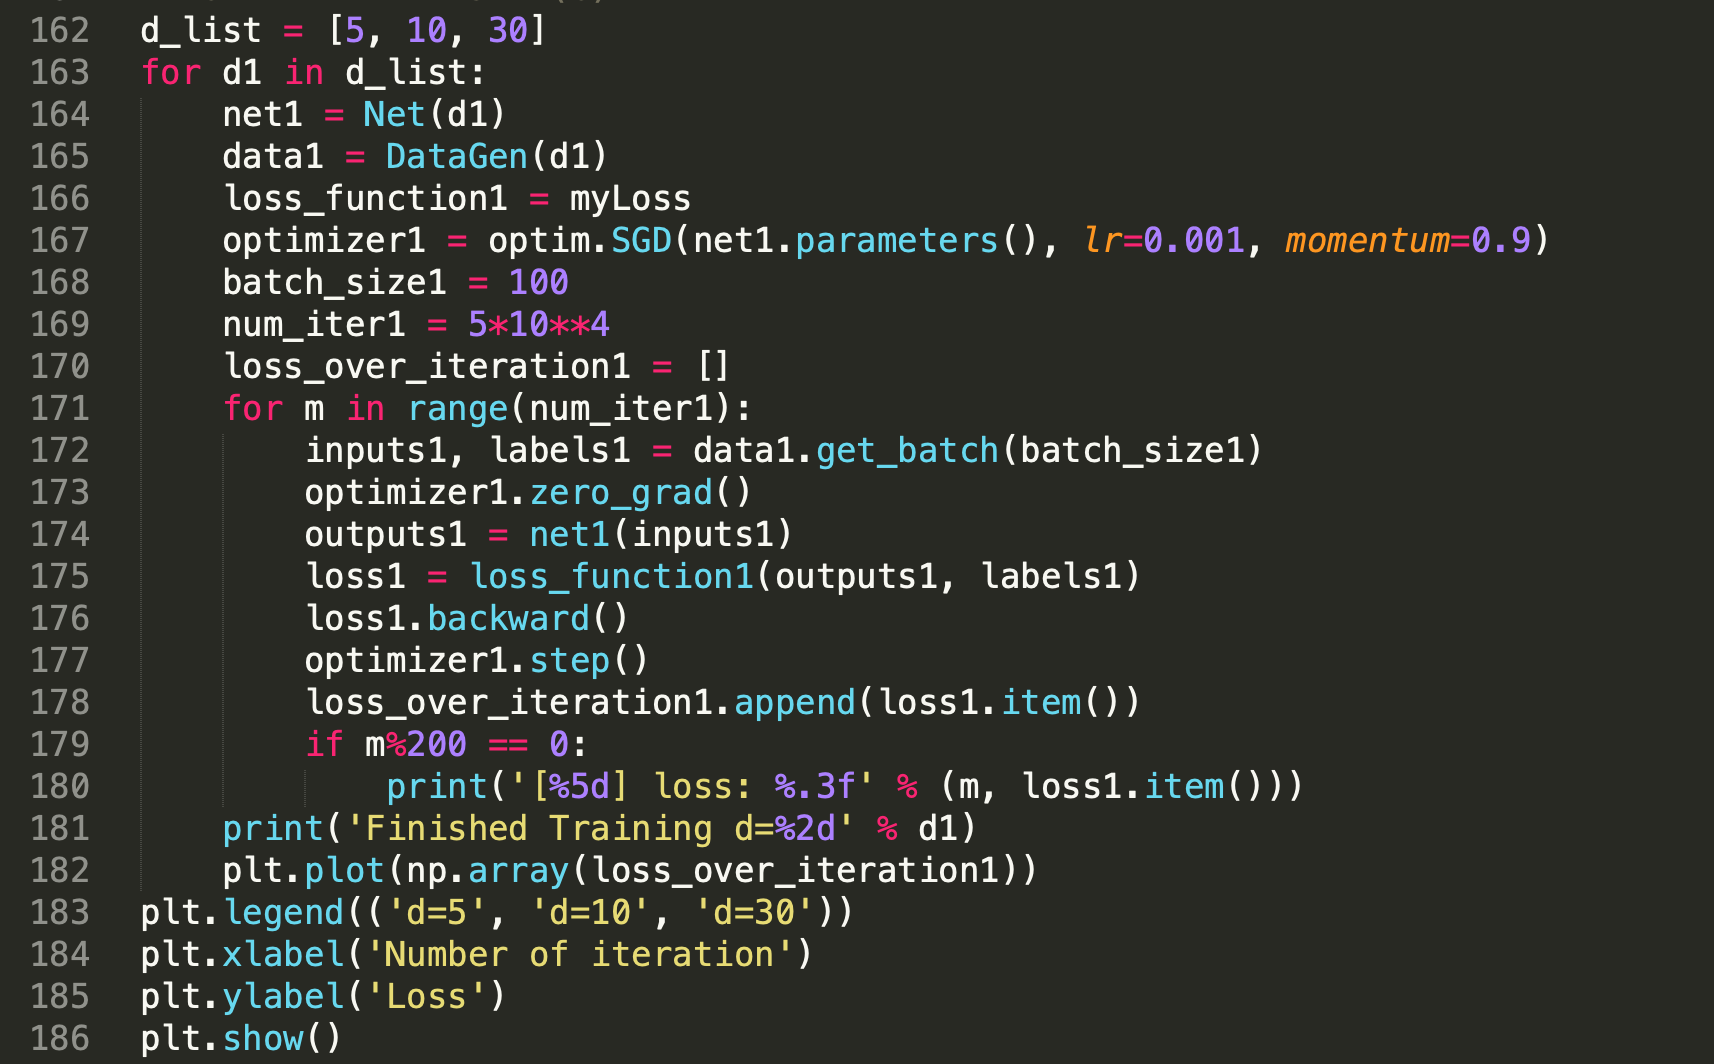 162 d_list = [5, 10, 30]
163 for d1 in d_list:
164     net1 = Net(d1)
165     data1 = DataGen(d1)
166     loss_function1 = myLoss
167     optimizer1 = optim.SGD(net1.parameters(), lr=0.001, momentum=0.9)
168     batch_size1 = 100
169     num_iter1 = 5*10**4
170     loss_over_iteration1 = []
171     for m in range(num_iter1):
172         inputs1, labels1 = data1.get_batch(batch_size1)
173         optimizer1.zero_grad()
174         outputs1 = net1(inputs1)
175         loss1 = loss_function1(outputs1, labels1)
176         loss1.backward()
177         optimizer1.step()
178         loss_over_iteration1.append(loss1.item())
179         if m%200 == 0:
180             print('[%5d] loss: %.3f' % (m, loss1.item()))
181     print('Finished Training d=%2d' % d1)
182     plt.plot(np.array(loss_over_iteration1))
183 plt.legend(('d=5', 'd=10', 'd=30'))
184 plt.xlabel('Number of iteration')
185 plt.ylabel('Loss')
186 plt.show()